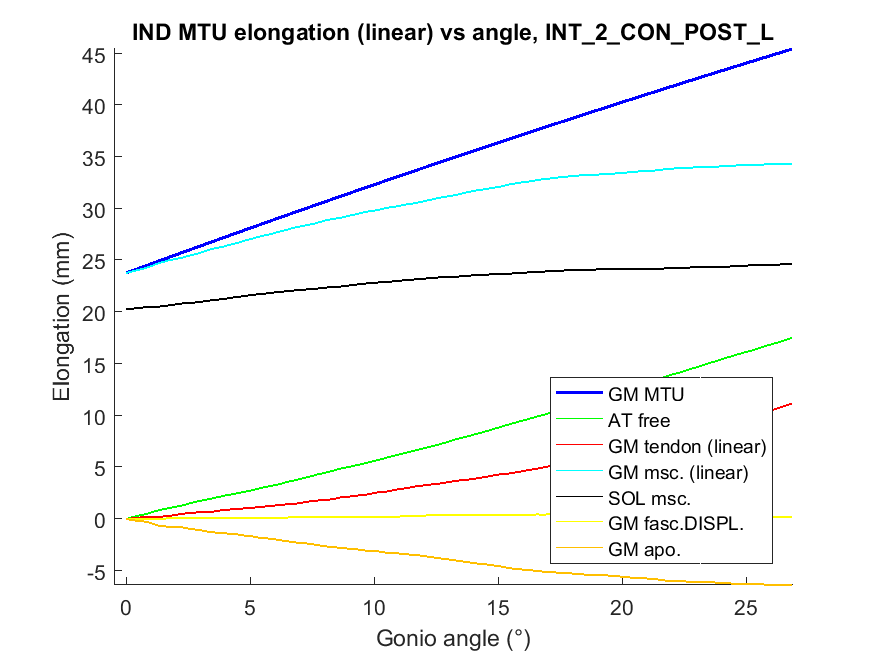 IND MTU elongation (linear) vs angle, INT_2_CON_POST_L
45
40
35
30
25
20
15
10
5
0
-5
Elongation (mm)
GM MTU
AT free
GM tendon (linear)
GM msc. (linear)
SOL msc.
GM fasc.DISPL.
GM apo.
0 5 10 15 20 25
Gonio angle (°)